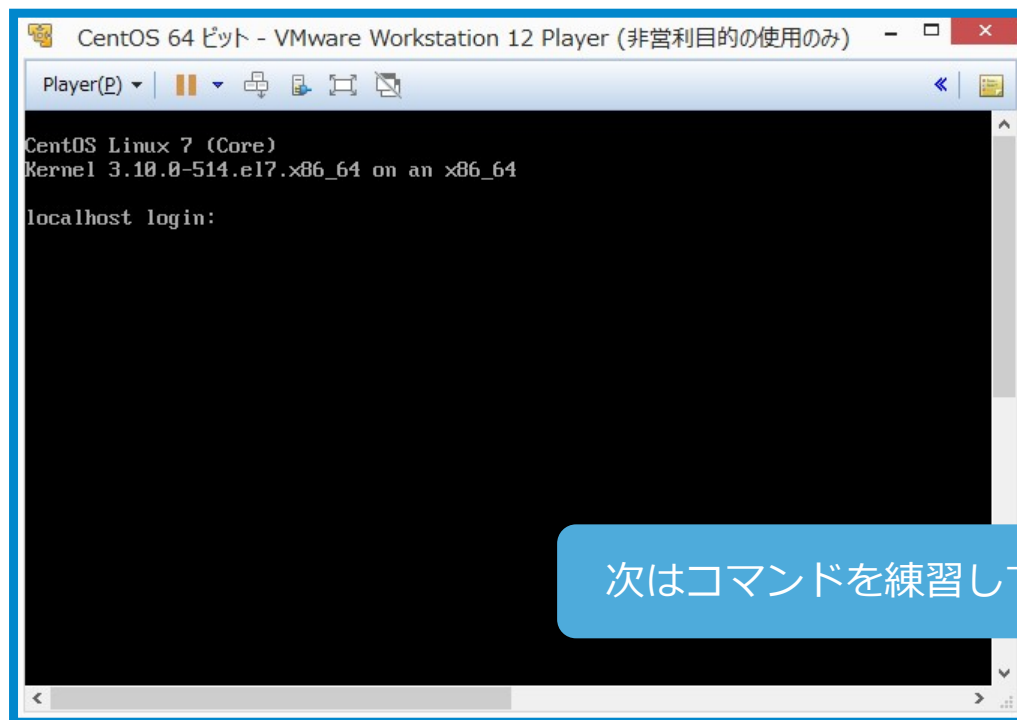 CentOS 64 ビット - VMware Workstation 12 Player (非営利目的の使用のみ)
Player(P)
CentOS Linux 7 (Core)
Kernel 3.10.0-514.el7.x86_64 on an x86_64
localhost login:
次はコマンドを練習し